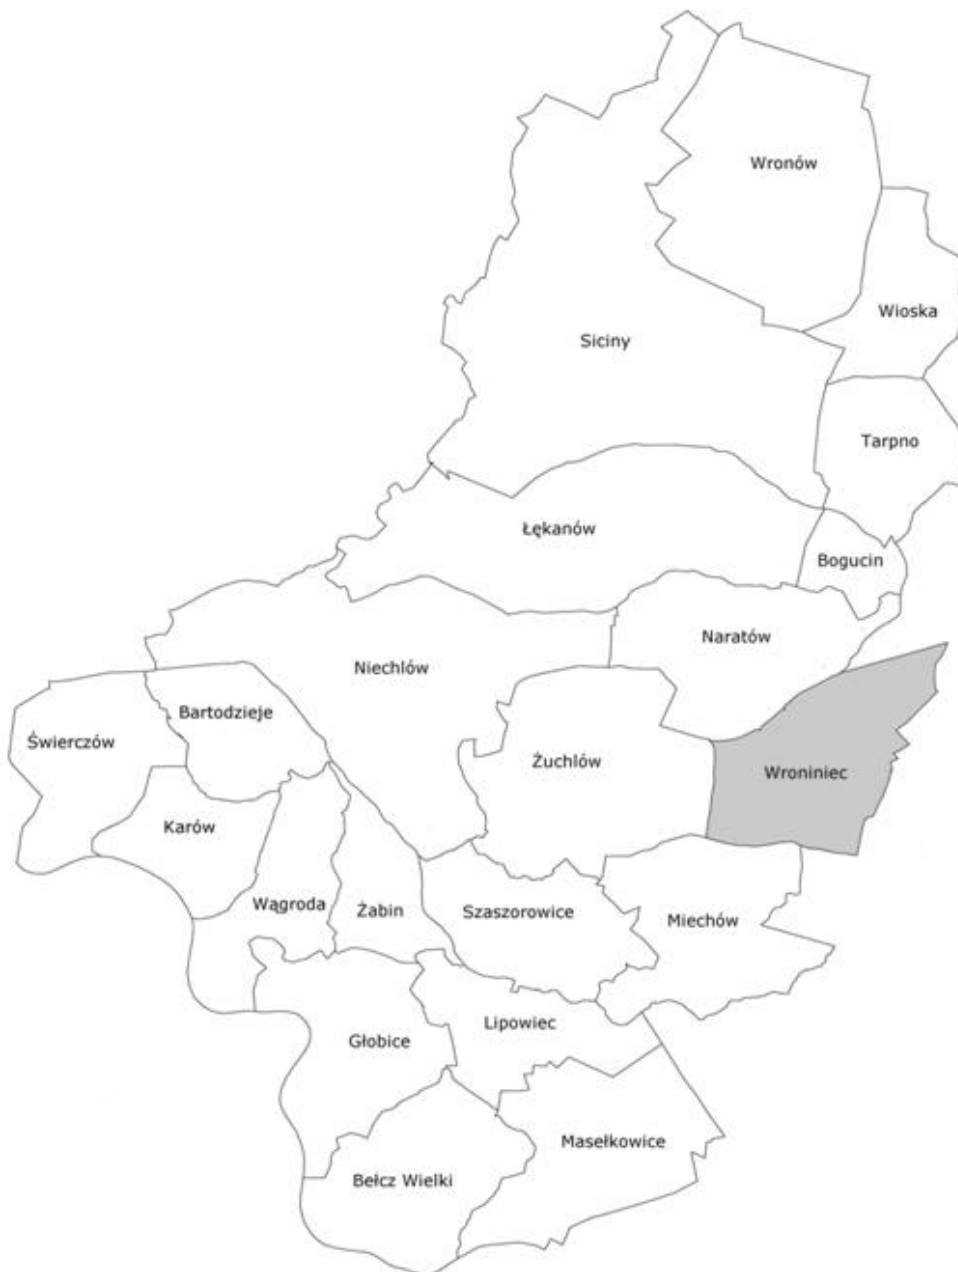 Wronów
Wioska
Siciny
Tarpno
Łękanów
Bogucin
Naratów
Niechlów
Bartodzieje
Świerczów
Żuchlów
Wroniniec
Karów
Wągroda
Żabin
Szaszorowice
Miechów
Lipowiec
Głobice
Masełkowice
Bełcz Wielki